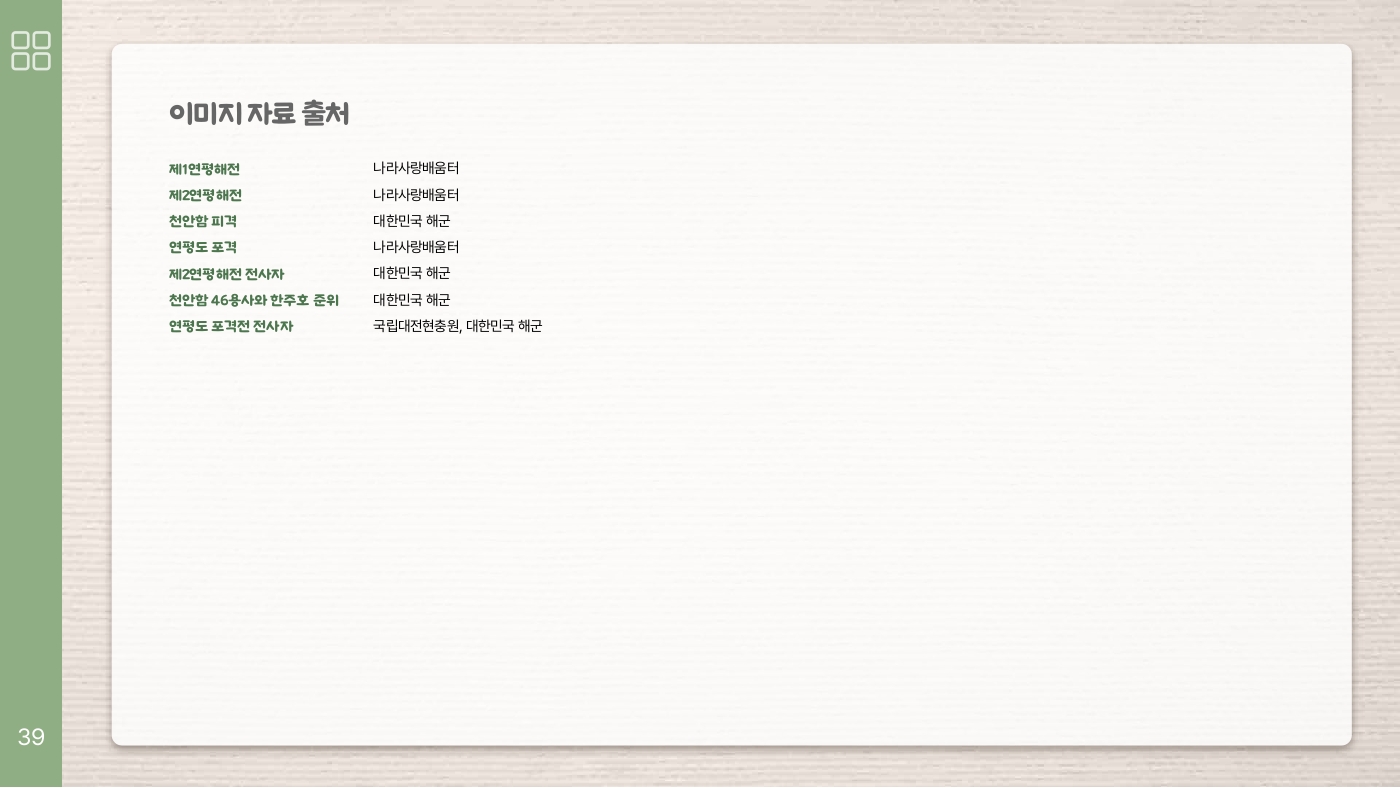 이미지 자료 출처
제1연평해전 나라사랑배움터
제2연평해전 나라사랑배움터
천안함 피격 대한민국 해군
연평도 포격 나라사랑배움터
제2연평해전 전사자 대한민국 해군
천안함 46용사와 한주호 준위 대한민국 해군
연평도 포격전 전사자 국립대전현충원, 대한민국 해군
39